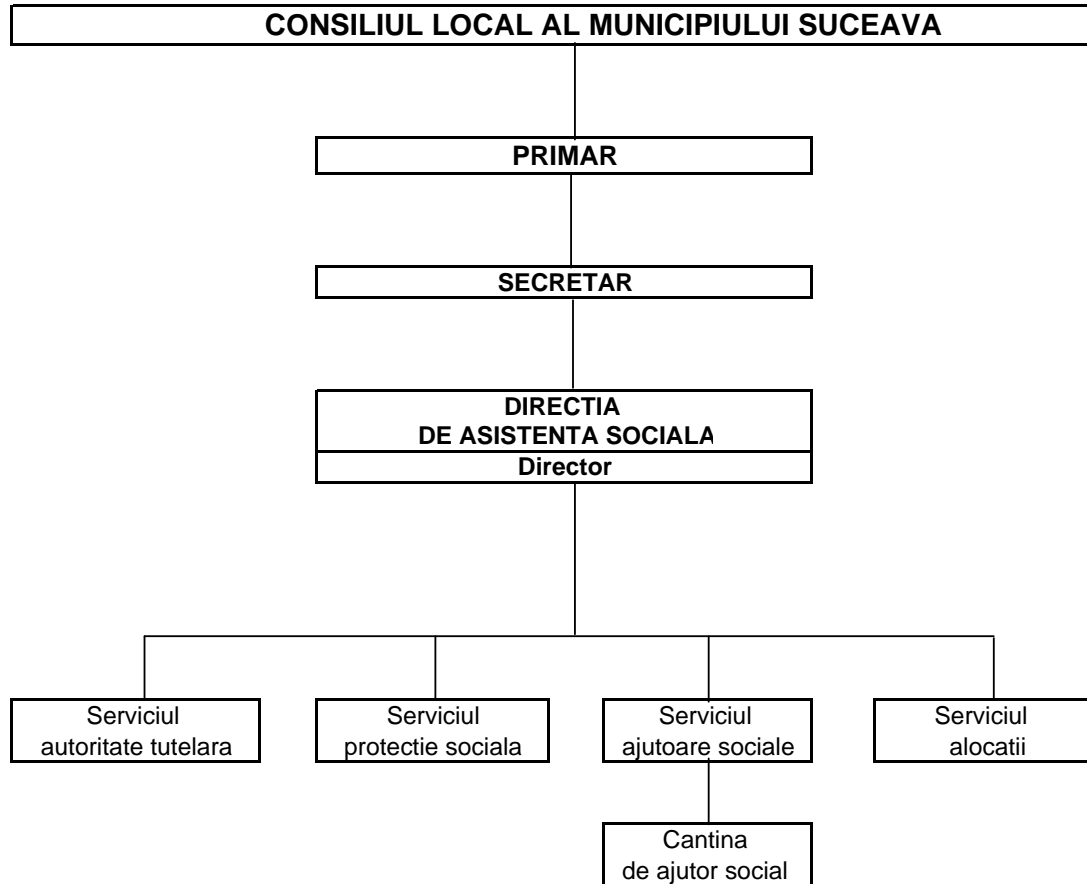 CONSILIUL LOCAL AL MUNICIPIULUI SUCEAVA
PRIMAR
SECRETAR
DIRECTIA
DE ASISTENTA SOCIALA
Director
Serviciul
autoritate tutelara
Serviciul
protectie sociala
Serviciul
ajutoare sociale
Serviciul
alocatii
Cantina
de ajutor social